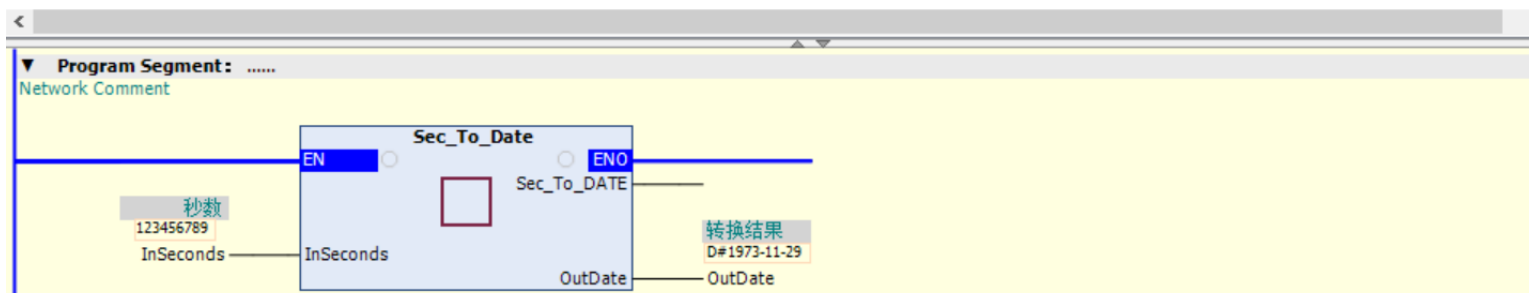 Program Segment: ......
Network Comment
Sec_To_Date
EN ENO
Sec_To_DATE
秒数
123456789
InSeconds InSeconds
转换结果
D#1973-11-29
OutDate OutDate